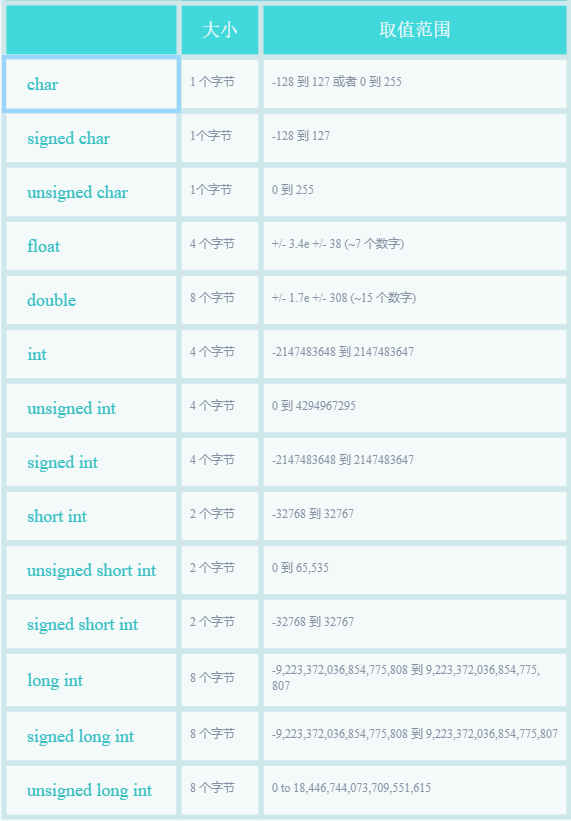 大小 取值范围
char 1 个字节 -128 到 127 或者 0 到 255
signed char 1个字节 -128 到 127
unsigned char 1个字节 0 到 255
float 4 个字节 +/- 3.4e +/- 38 (~7 个数字)
double 8 个字节 +/- 1.7e +/- 308 (~15 个数字)
int 4 个字节 -2147483648 到 2147483647
unsigned int 4 个字节 0 到 4294967295
signed int 4 个字节 -2147483648 到 2147483647
short int 2 个字节 -32768 到 32767
unsigned short int 2 个字节 0 到 65,535
signed short int 2 个字节 -32768 到 32767
long int 8 个字节 -9,223,372,036,854,775,808 到 9,223,372,036,854,775,
807
signed long int 8 个字节 -9,223,372,036,854,775,808 到 9,223,372,036,854,775,807
unsigned long int 8 个字节 0 to 18,446,744,073,709,551,615